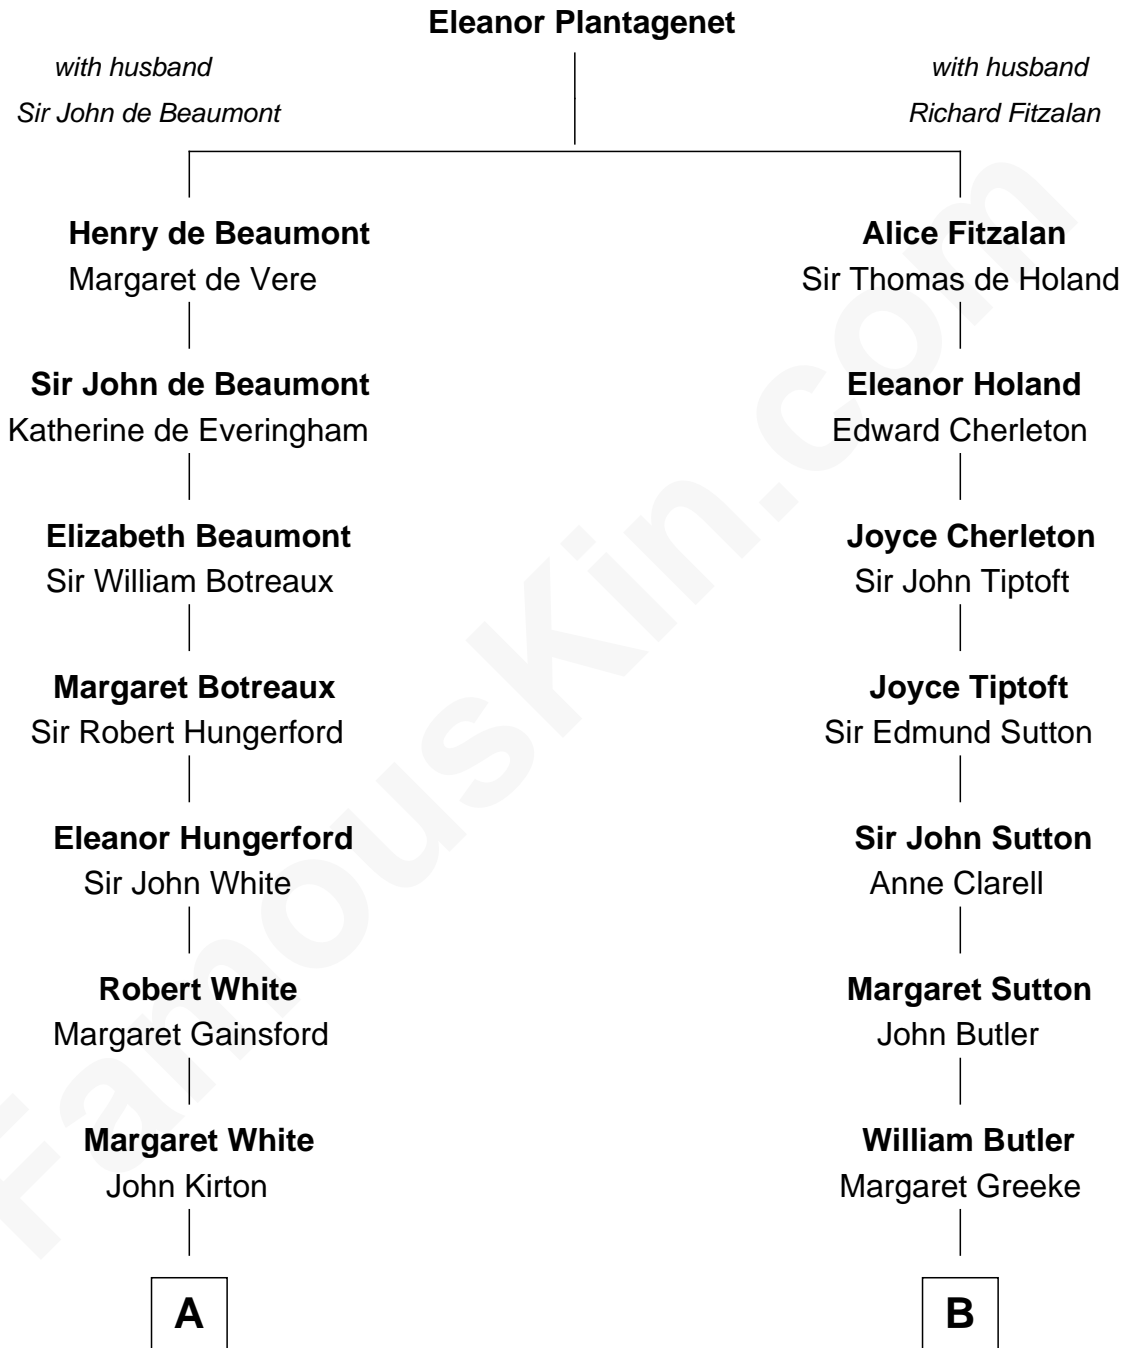 Eleanor Plantagenet
with husband
Sir John de Beaumont
with husband
Richard Fitzalan
Henry de Beaumont
Margaret de Vere
Alice Fitzalan
Sir Thomas de Holand
Sir John de Beaumont
Katherine de Everingham
Eleanor Holand
Edward Cherleton
Elizabeth Beaumont
Sir William Botreaux
Joyce Cherleton
Sir John Tiptoft
Margaret Botreaux
Sir Robert Hungerford
Joyce Tiptoft
Sir Edmund Sutton
Eleanor Hungerford
Sir John White
Sir John Sutton
Anne Clarell
Robert White
Margaret Gainsford
Margaret Sutton
John Butler
Margaret White
John Kirton
William Butler
Margaret Greeke
A
B
FamousKin.com